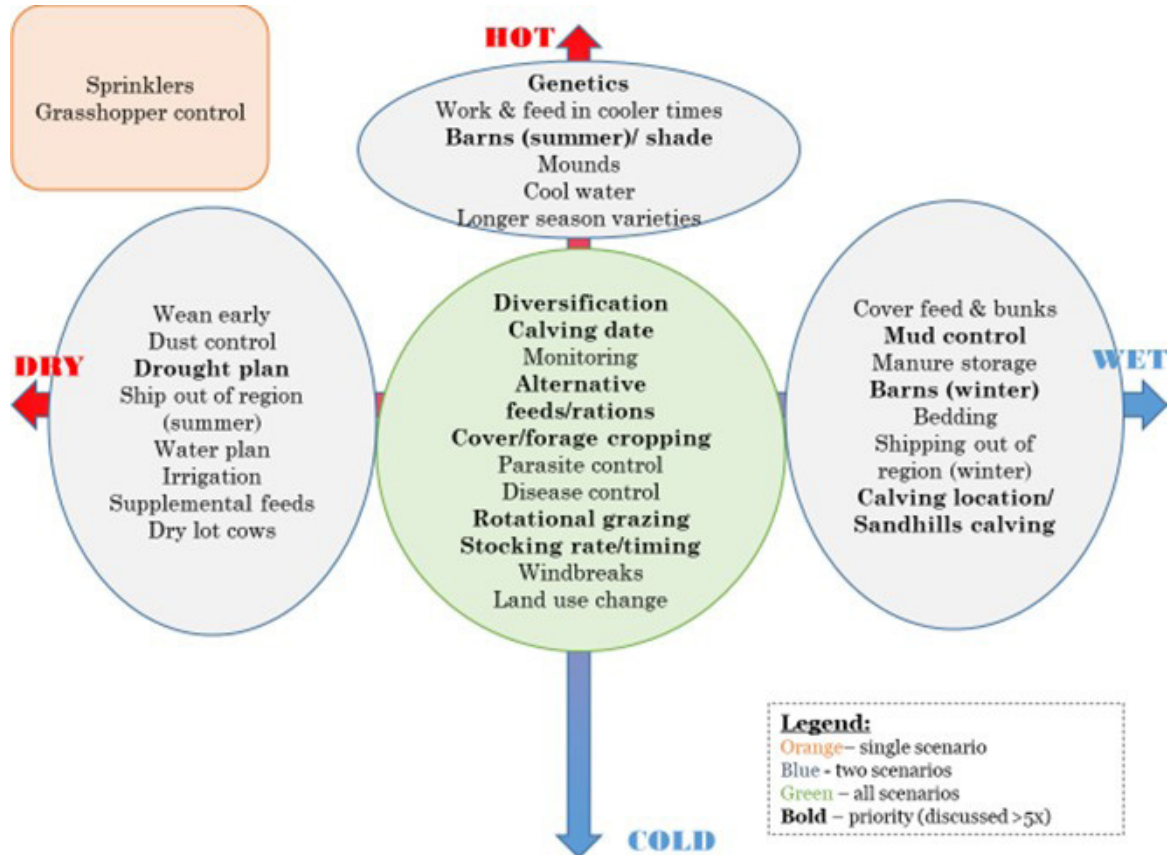 Sprinklers
Grasshopper control
HOT
Genetics
Work & feed in cooler times
Barns (summer)/ shade
Mounds
Cool water
Longer season varieties
DRY
Wean early
Dust control
Drought plan
Ship out of region
(summer)
Water plan
Irrigation
Supplemental feeds
Dry lot cows
Diversification
Calving date
Monitoring
Alternative
feeds/rations
Cover/forage cropping
Parasite control
Disease control
Rotational grazing
Stocking rate/timing
Windbreaks
Land use change
Cover feed & bunks
Mud control
Manure storage
Barns (winter)
Bedding
Shipping out of
region (winter)
Calving location/
Sandhills calving
WET
COLD
Legend:
Orange– single scenario
Blue - two scenarios
Green – all scenarios
Bold – priority (discussed >5x)